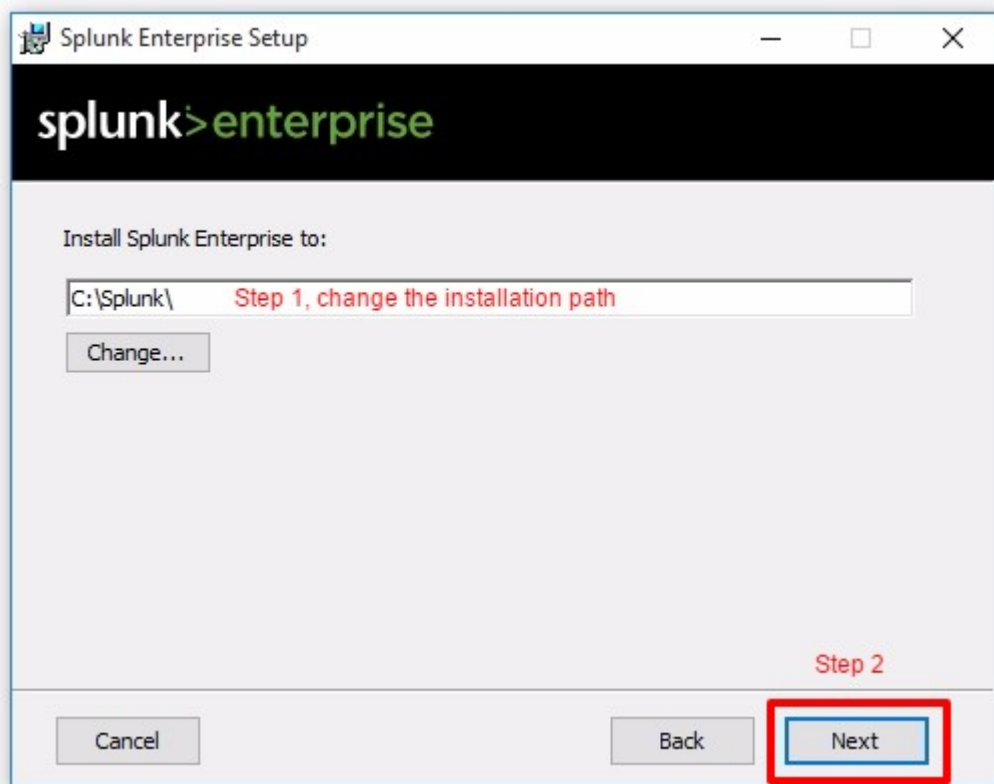 Splunk Enterprise Setup
splunk>enterprise
Install Splunk Enterprise to:
C:\Splunk\ Step 1, change the installation path
Change...
Step 2
Cancel Back Next